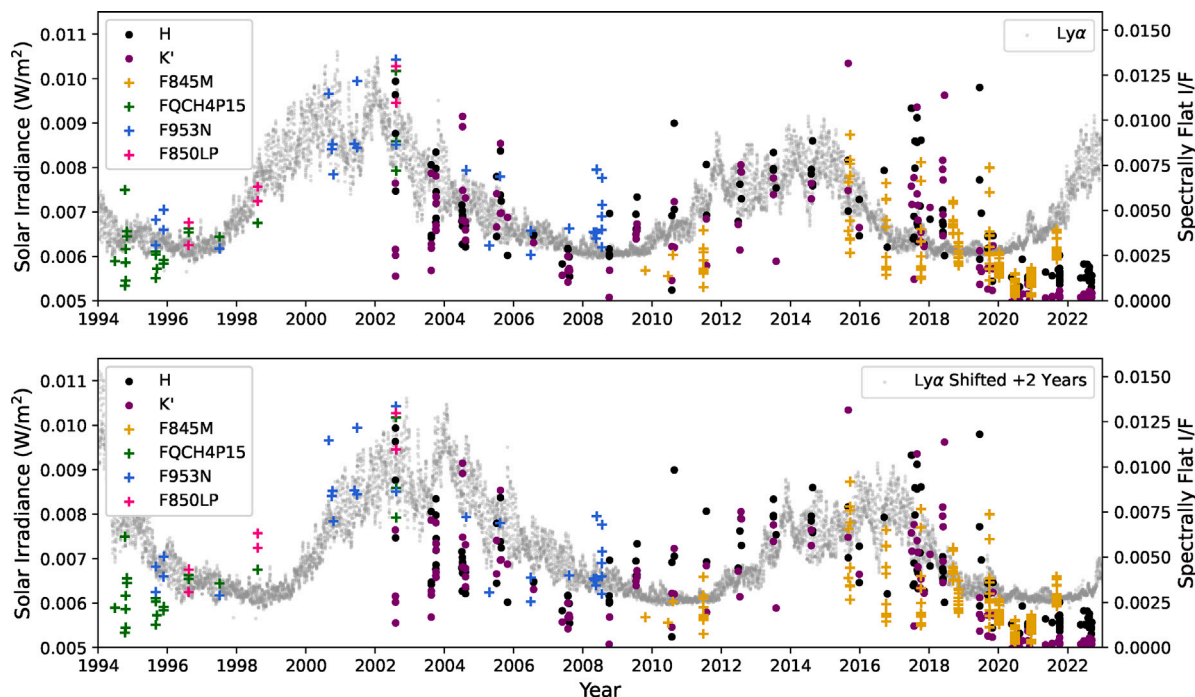 H
K'
F845M
FQCH4P15
F953N
F850LP
Lyα
Solar Irradiance (W/m²)
0.011
0.010
0.009
0.008
0.007
0.006
0.005
0.0150
0.0125
0.0100
0.0075
0.0050
0.0025
0.0000
Spectrally Flat I/F
1994 1996 1998 2000 2002 2004 2006 2008 2010 2012 2014 2016 2018 2020 2022
H
K'
F845M
FQCH4P15
F953N
F850LP
Lyα Shifted +2 Years
Solar Irradiance (W/m²)
0.011
0.010
0.009
0.008
0.007
0.006
0.005
0.0150
0.0125
0.0100
0.0075
0.0050
0.0025
0.0000
Spectrally Flat I/F
1994 1996 1998 2000 2002 2004 2006 2008 2010 2012 2014 2016 2018 2020 2022
Year